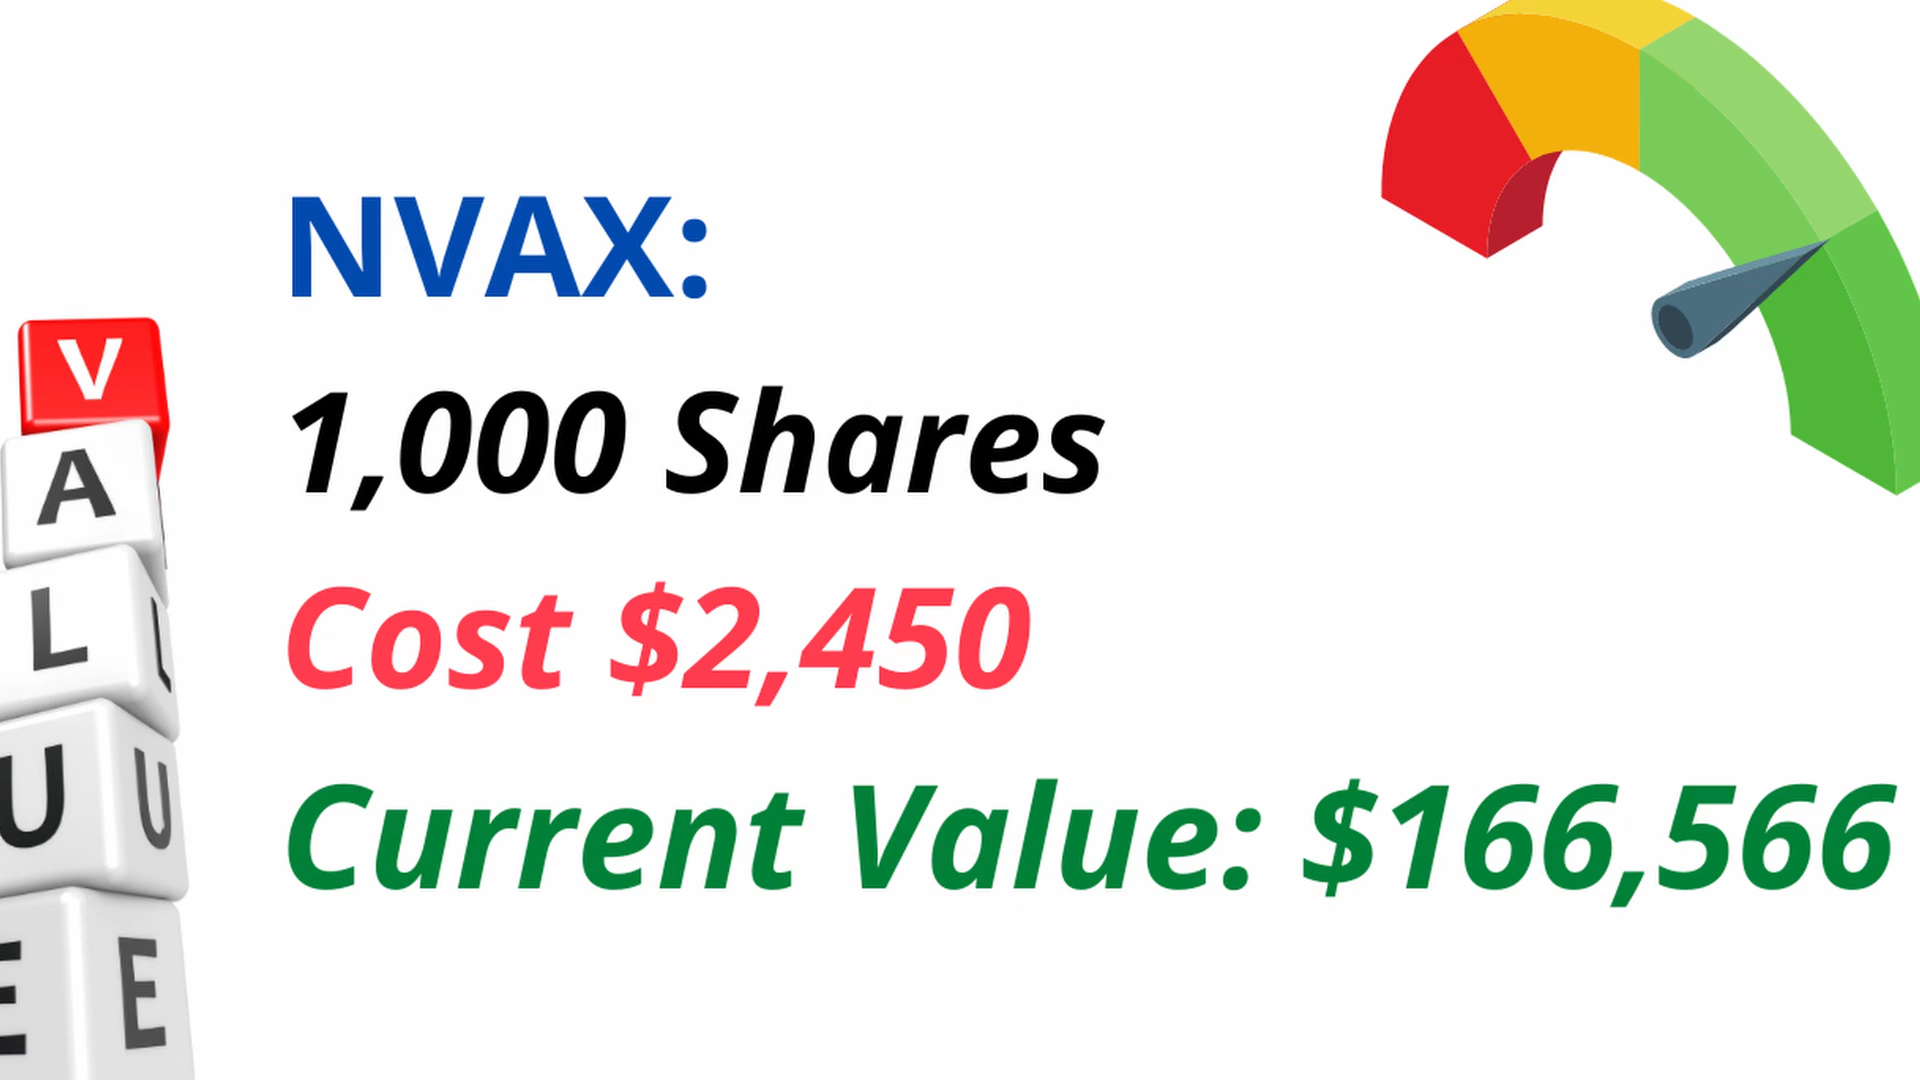 NVAX:
1,000 Shares
Cost $2,450
Current Value: $166,566
V
A
L L
U U
E E